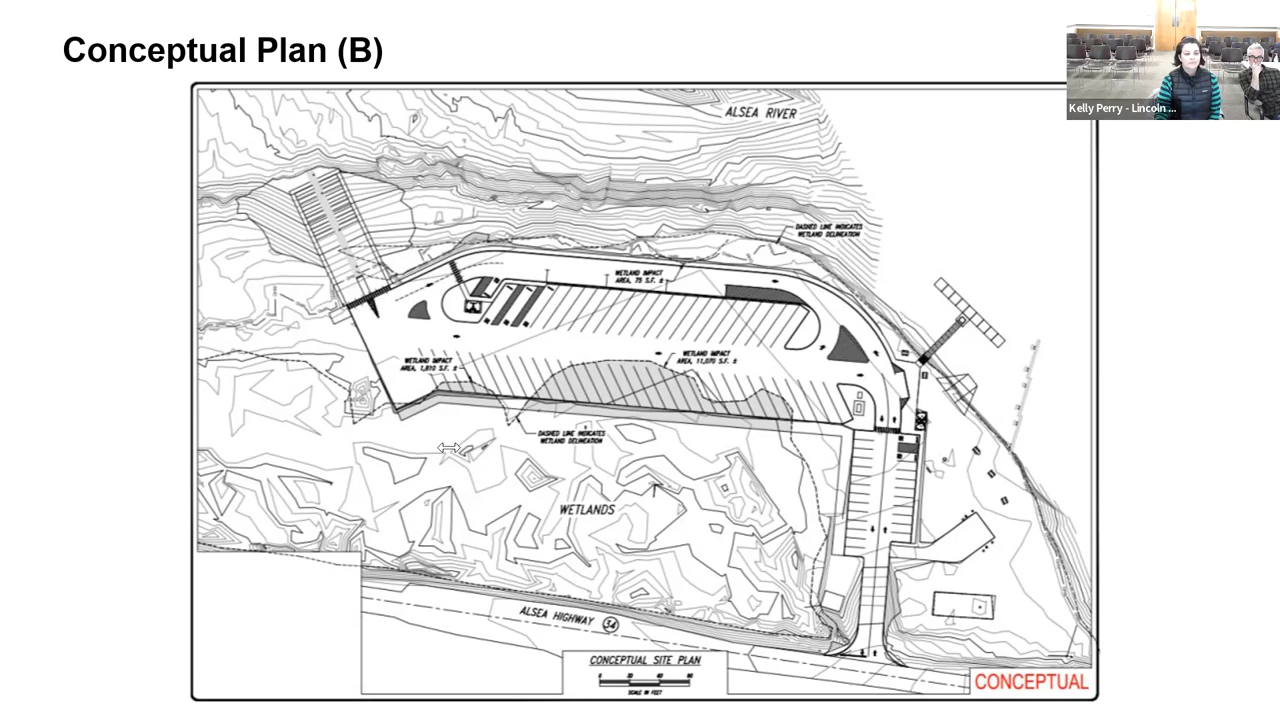 Conceptual Plan (B)
Kelly Perry - Lincoln ...
ALSEA RIVER
DASHED LINE INDICATES
WETLAND DELINEATION
WETLAND IMPACT
AREA, 75 S.F. ±
WETLAND IMPACT
AREA, 1,810 S.F. ±
WETLAND IMPACT
AREA, 11,070 S.F. ±
DASHED LINE INDICATES
WETLAND DELINEATION
WETLANDS
ALSEA HIGHWAY 34
CONCEPTUAL SITE PLAN
SCALE IN FEET
CONCEPTUAL